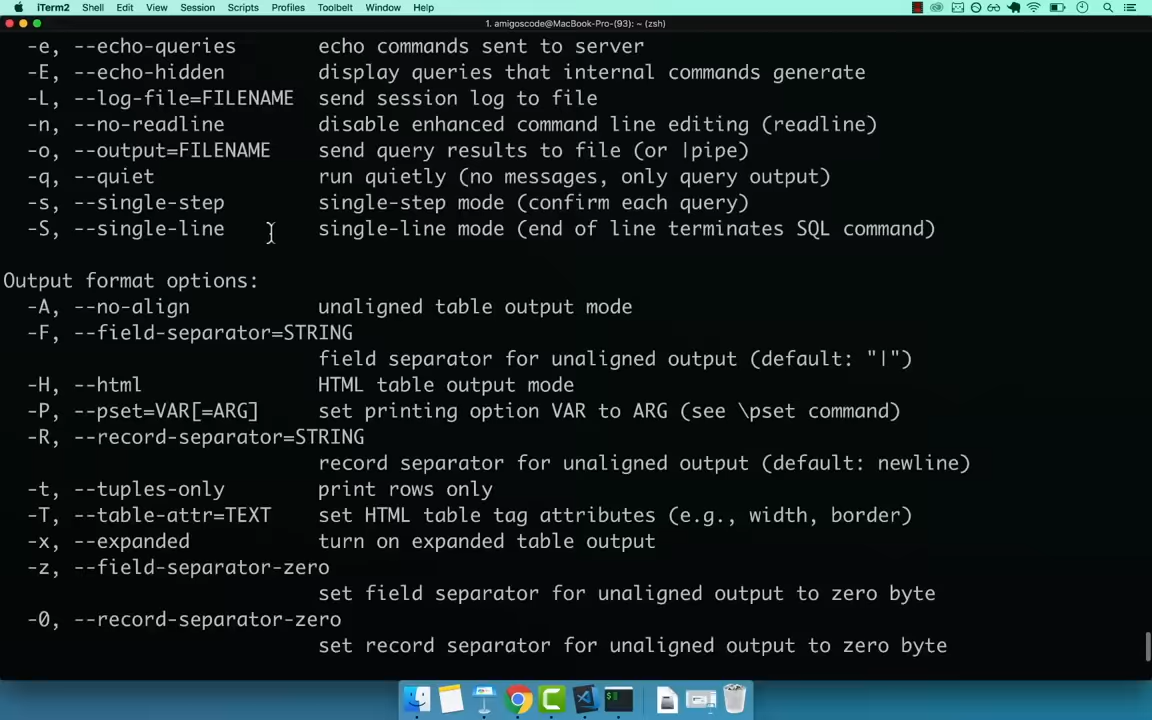 iTerm2 Shell Edit View Session Scripts Profiles Toolbelt Window Help
1. amigoscode@MacBook-Pro-(93): ~ (zsh)
-e, --echo-queries echo commands sent to server
-E, --echo-hidden display queries that internal commands generate
-L, --log-file=FILENAME send session log to file
-n, --no-readline disable enhanced command line editing (readline)
-o, --output=FILENAME send query results to file (or |pipe)
-q, --quiet run quietly (no messages, only query output)
-s, --single-step single-step mode (confirm each query)
-S, --single-line single-line mode (end of line terminates SQL command)
Output format options:
-A, --no-align unaligned table output mode
-F, --field-separator=STRING
field separator for unaligned output (default: "|")
-H, --html HTML table output mode
-P, --pset=VAR[=ARG] set printing option VAR to ARG (see \pset command)
-R, --record-separator=STRING
record separator for unaligned output (default: newline)
-t, --tuples-only print rows only
-T, --table-attr=TEXT set HTML table tag attributes (e.g., width, border)
-x, --expanded turn on expanded table output
-z, --field-separator-zero
set field separator for unaligned output to zero byte
-0, --record-separator-zero
set record separator for unaligned output to zero byte